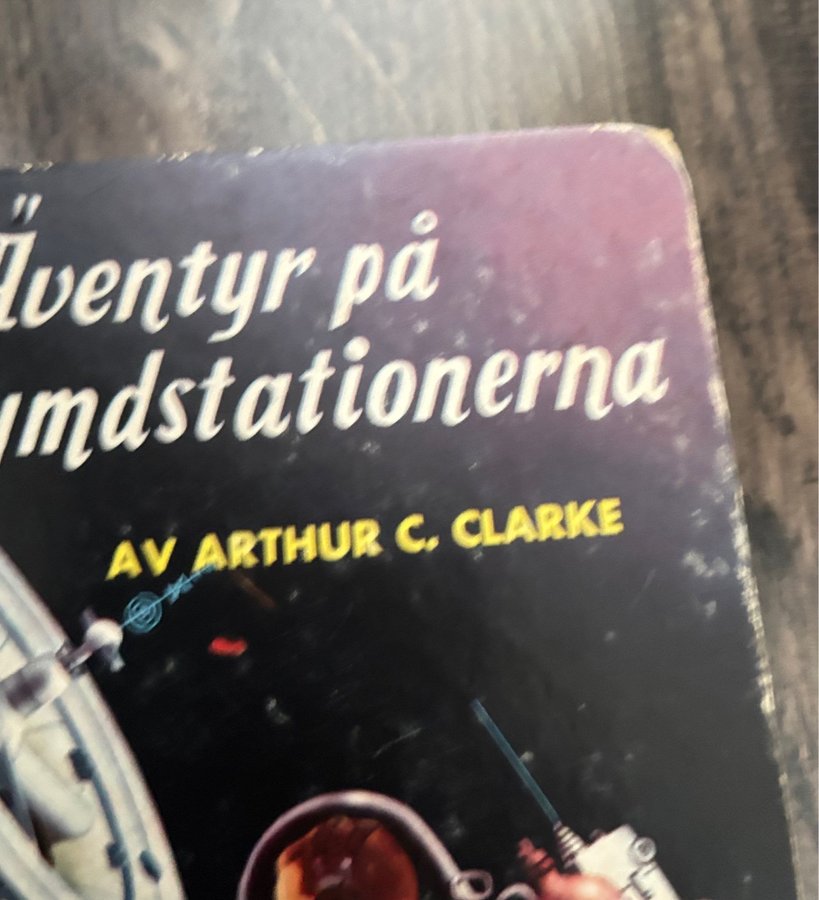 Äventyr på
ymdstationerna
AV ARTHUR C. CLARKE